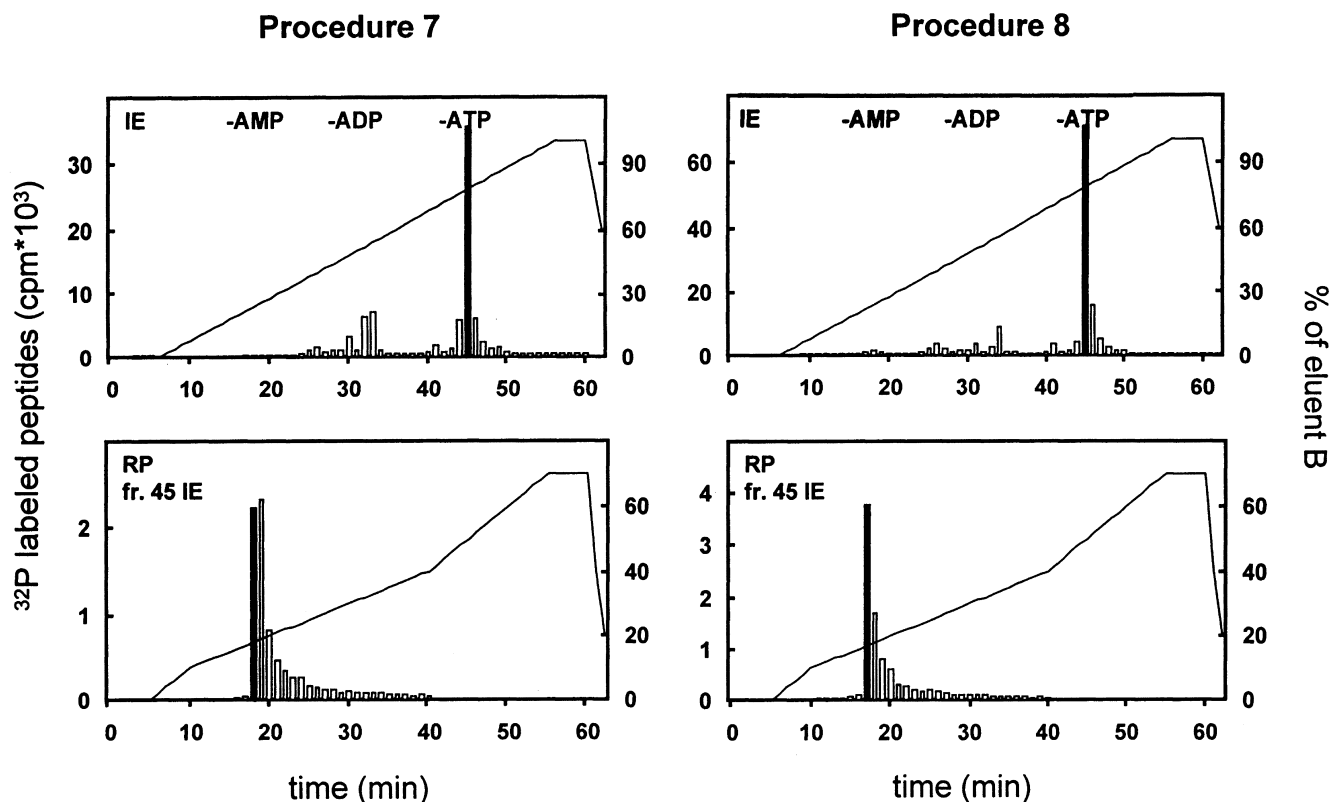 Procedure 7
Procedure 8
IE -AMP -ADP -ATP
30
20
10
0
90
60
30
0
0 10 20 30 40 50 60
IE -AMP -ADP -ATP
60
40
20
0
90
60
30
0
0 10 20 30 40 50 60
RP
fr. 45 IE
2
1
0
60
40
20
0
0 10 20 30 40 50 60
RP
fr. 45 IE
4
3
2
1
0
60
40
20
0
0 10 20 30 40 50 60
³²P labeled peptides (cpm*10³)
% of eluent B
time (min)
time (min)